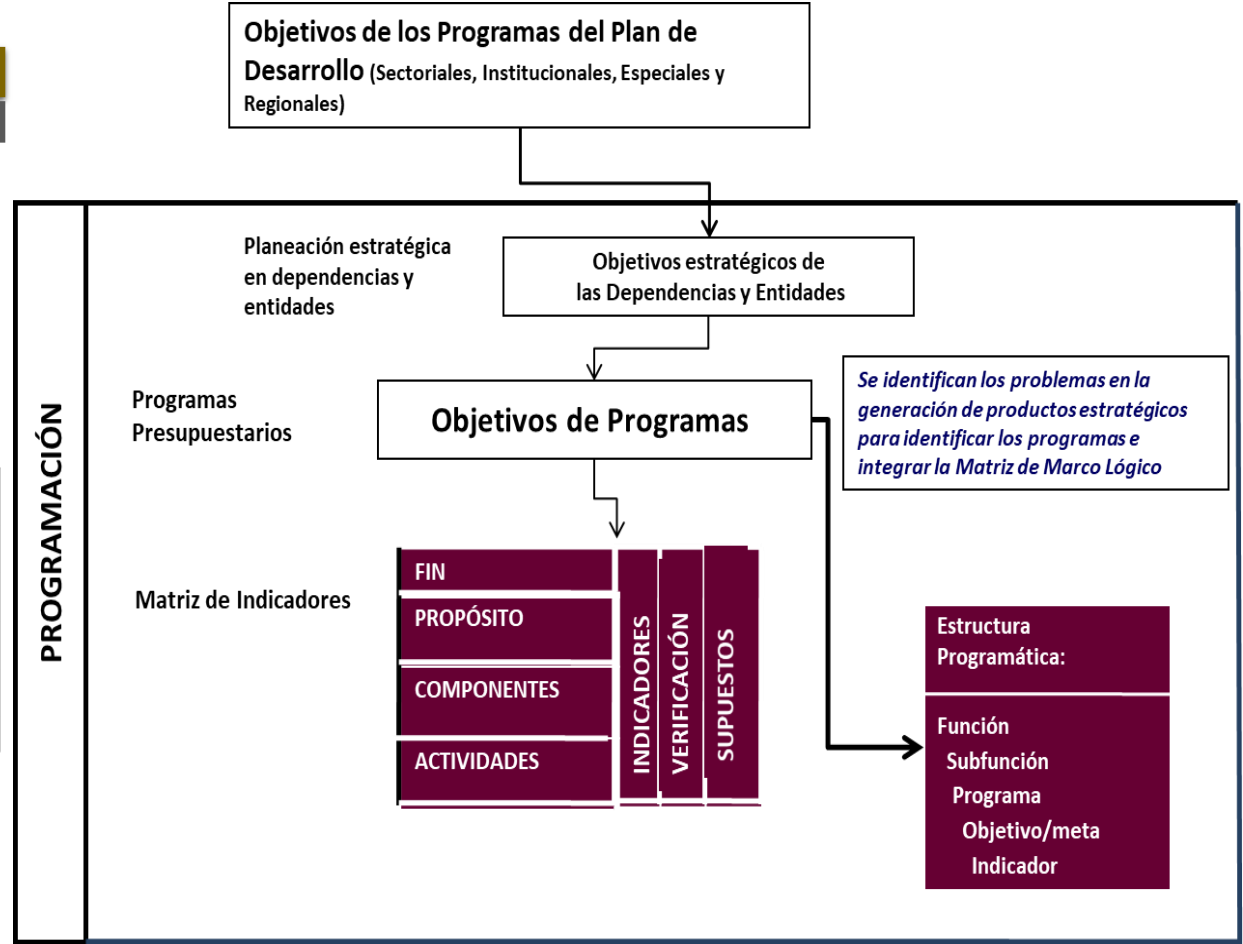 Objetivos de los Programas del Plan de
Desarrollo (Sectoriales, Institucionales, Especiales y
Regionales)
PROGRAMACIÓN
Planeación estratégica
en dependencias y
entidades
Objetivos estratégicos de
las Dependencias y Entidades
Programas
Presupuestarios
Objetivos de Programas
Se identifican los problemas en la
generación de productos estratégicos
para identificar los programas e
integrar la Matriz de Marco Lógico
Matriz de Indicadores
FIN
PROPÓSITO
COMPONENTES
ACTIVIDADES
INDICADORES
VERIFICACIÓN
SUPUESTOS
Estructura
Programática:
Función
Subfunción
Programa
Objetivo/meta
Indicador